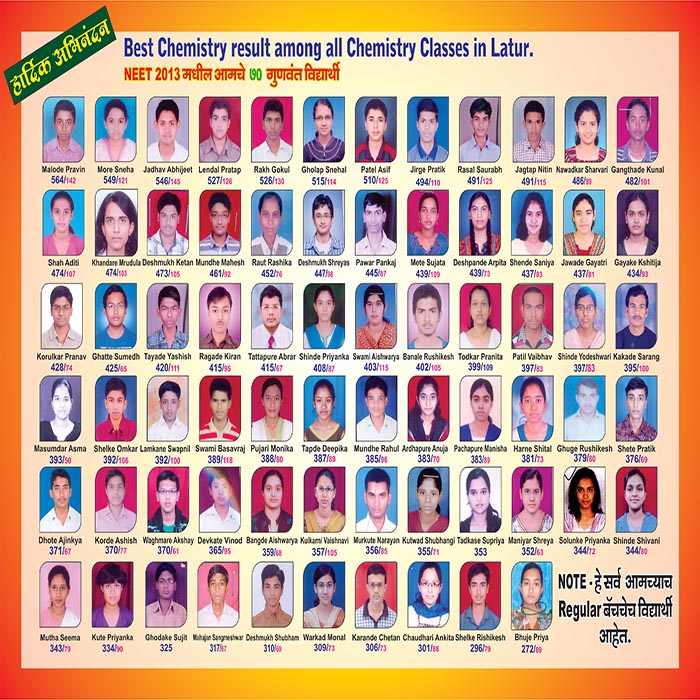 हार्दिक अभिनंदन
Best Chemistry result among all Chemistry Classes in Latur.
NEET 2013 मधील आमचे ७० गुणवंत विद्यार्थी
Malode Pravin More Sneha Jadhav Abhijeet Lendal Pratap Rakh Gokul Gholap Snehal Patel Asif Jirge Pratik Rasal Saurabh Jagtap Nitin Nawadkar Sharvari Gangthade Kunal
564/142 549/121 546/145 527/126 526/130 515/114 510/125 494/110 491/125 491/115 486/89 482/101
Shah Aditi Khandare Mrudula Deshmukh Ketan Mundhe Mahesh Raut Rashika Deshmukh Shreyas Pawar Pankaj Mete Sujata Deshpande Arpita Shende Saniya Jawade Gayatri Gayake Kshitija
474/107 474/103 473/105 461/92 452/76 447/98 445/87 439/109 439/73 437/83 437/81 434/93
Korulkar Pranav Ghatte Sumedh Tayade Yashish Ragade Kiran Tattapure Abrar Shinde Priyanka Swami Aishwarya Banale Rushikesh Todkar Pranita Patil Vaibhav Shinde Yodeshwari Kakade Sarang
428/74 425/65 420/111 415/95 415/67 408/87 403/115 402/105 399/109 397/83 397/83 395/100
Masumdar Asma Shelke Omkar Lamkane Swapnil Swami Basavraj Pujari Monika Tapde Deepika Mundhe Rahul Ardhapure Anuja Pachapure Manisha Harne Shital Ghuge Rushikesh Shete Pratik
393/50 392/106 392/100 389/118 388/80 387/89 385/96 383/70 383/89 381/73 379/80 376/69
Dhote Ajinkya Korde Ashish Waghmare Akshay Devkate Vinod Bangde Aishwarya Kulkarni Vaishnavi Murkute Narayan Kutwad Shubhangi Tadkase Supriya Maniyar Shreya Solunke Priyanka Shinde Shivani
371/67 370/77 370/61 365/95 359/68 357/105 356/85 355/71 353 352/63 344/72 344/80
Mutha Seema Kute Priyanka Ghodake Sujit Mahajan Sangmeshwar Deshmukh Shubham Warkad Monal Karande Chetan Chaudhari Ankita Shelke Rishikesh Bhuje Priya
343/79 334/90 325 317/57 310/69 309/73 306/73 301/88 296/79 272/89
NOTE - हे सर्व आमच्याच
Regular बॅचचेच विद्यार्थी
आहेत.